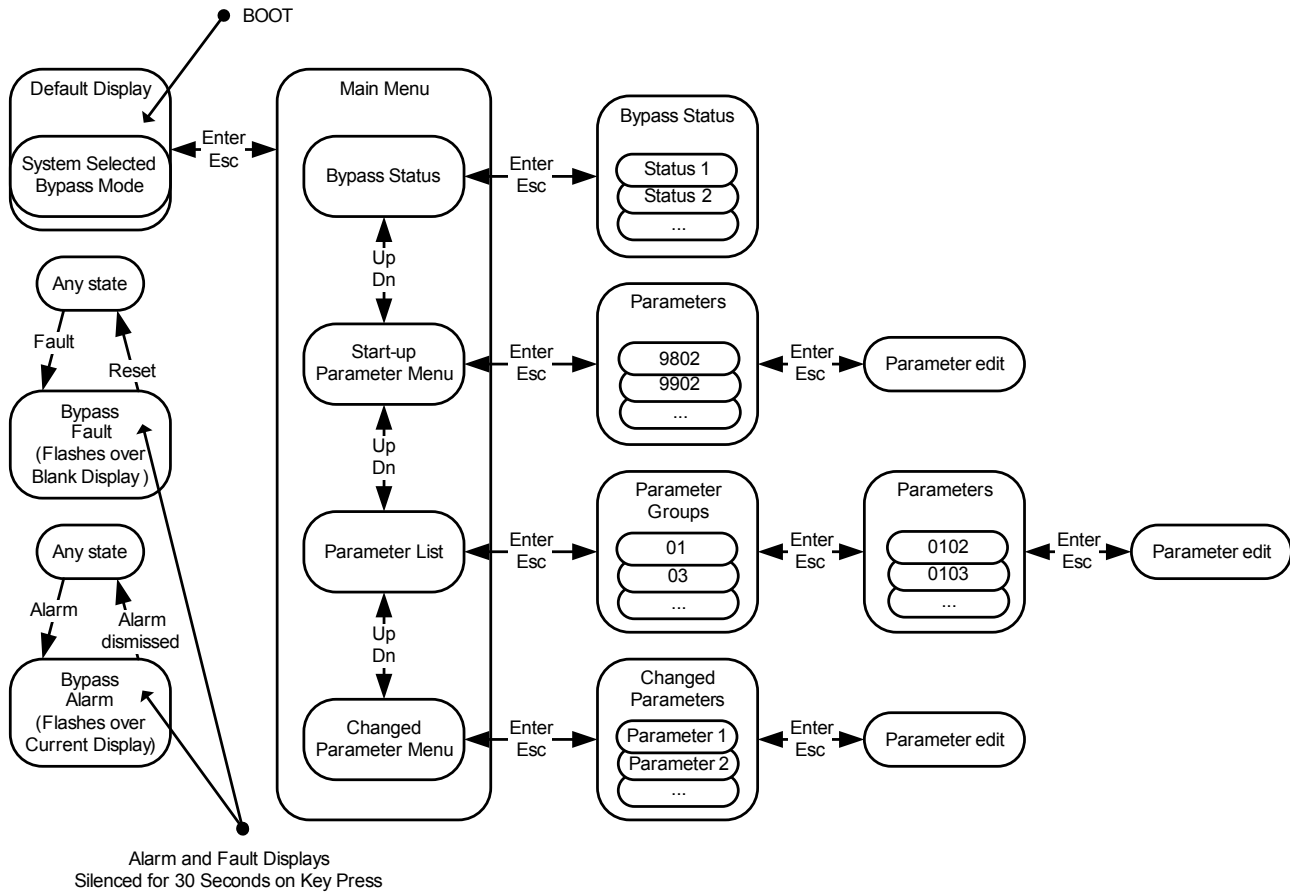 BOOT
Default Display
System Selected
Bypass Mode
Enter
Esc
Main Menu
Bypass Status
Enter
Esc
Bypass Status
Status 1
Status 2
...
Up
Dn
Any state
Fault
Reset
Bypass
Fault
(Flashes over
Blank Display )
Start-up
Parameter Menu
Enter
Esc
Parameters
9802
9902
...
Enter
Esc
Parameter edit
Up
Dn
Parameter List
Enter
Esc
Parameter
Groups
01
03
...
Enter
Esc
Parameters
0102
0103
...
Enter
Esc
Parameter edit
Any state
Alarm
Alarm
dismissed
Bypass
Alarm
(Flashes over
Current Display)
Up
Dn
Changed
Parameter Menu
Enter
Esc
Changed
Parameters
Parameter 1
Parameter 2
...
Enter
Esc
Parameter edit
Alarm and Fault Displays
Silenced for 30 Seconds on Key Press